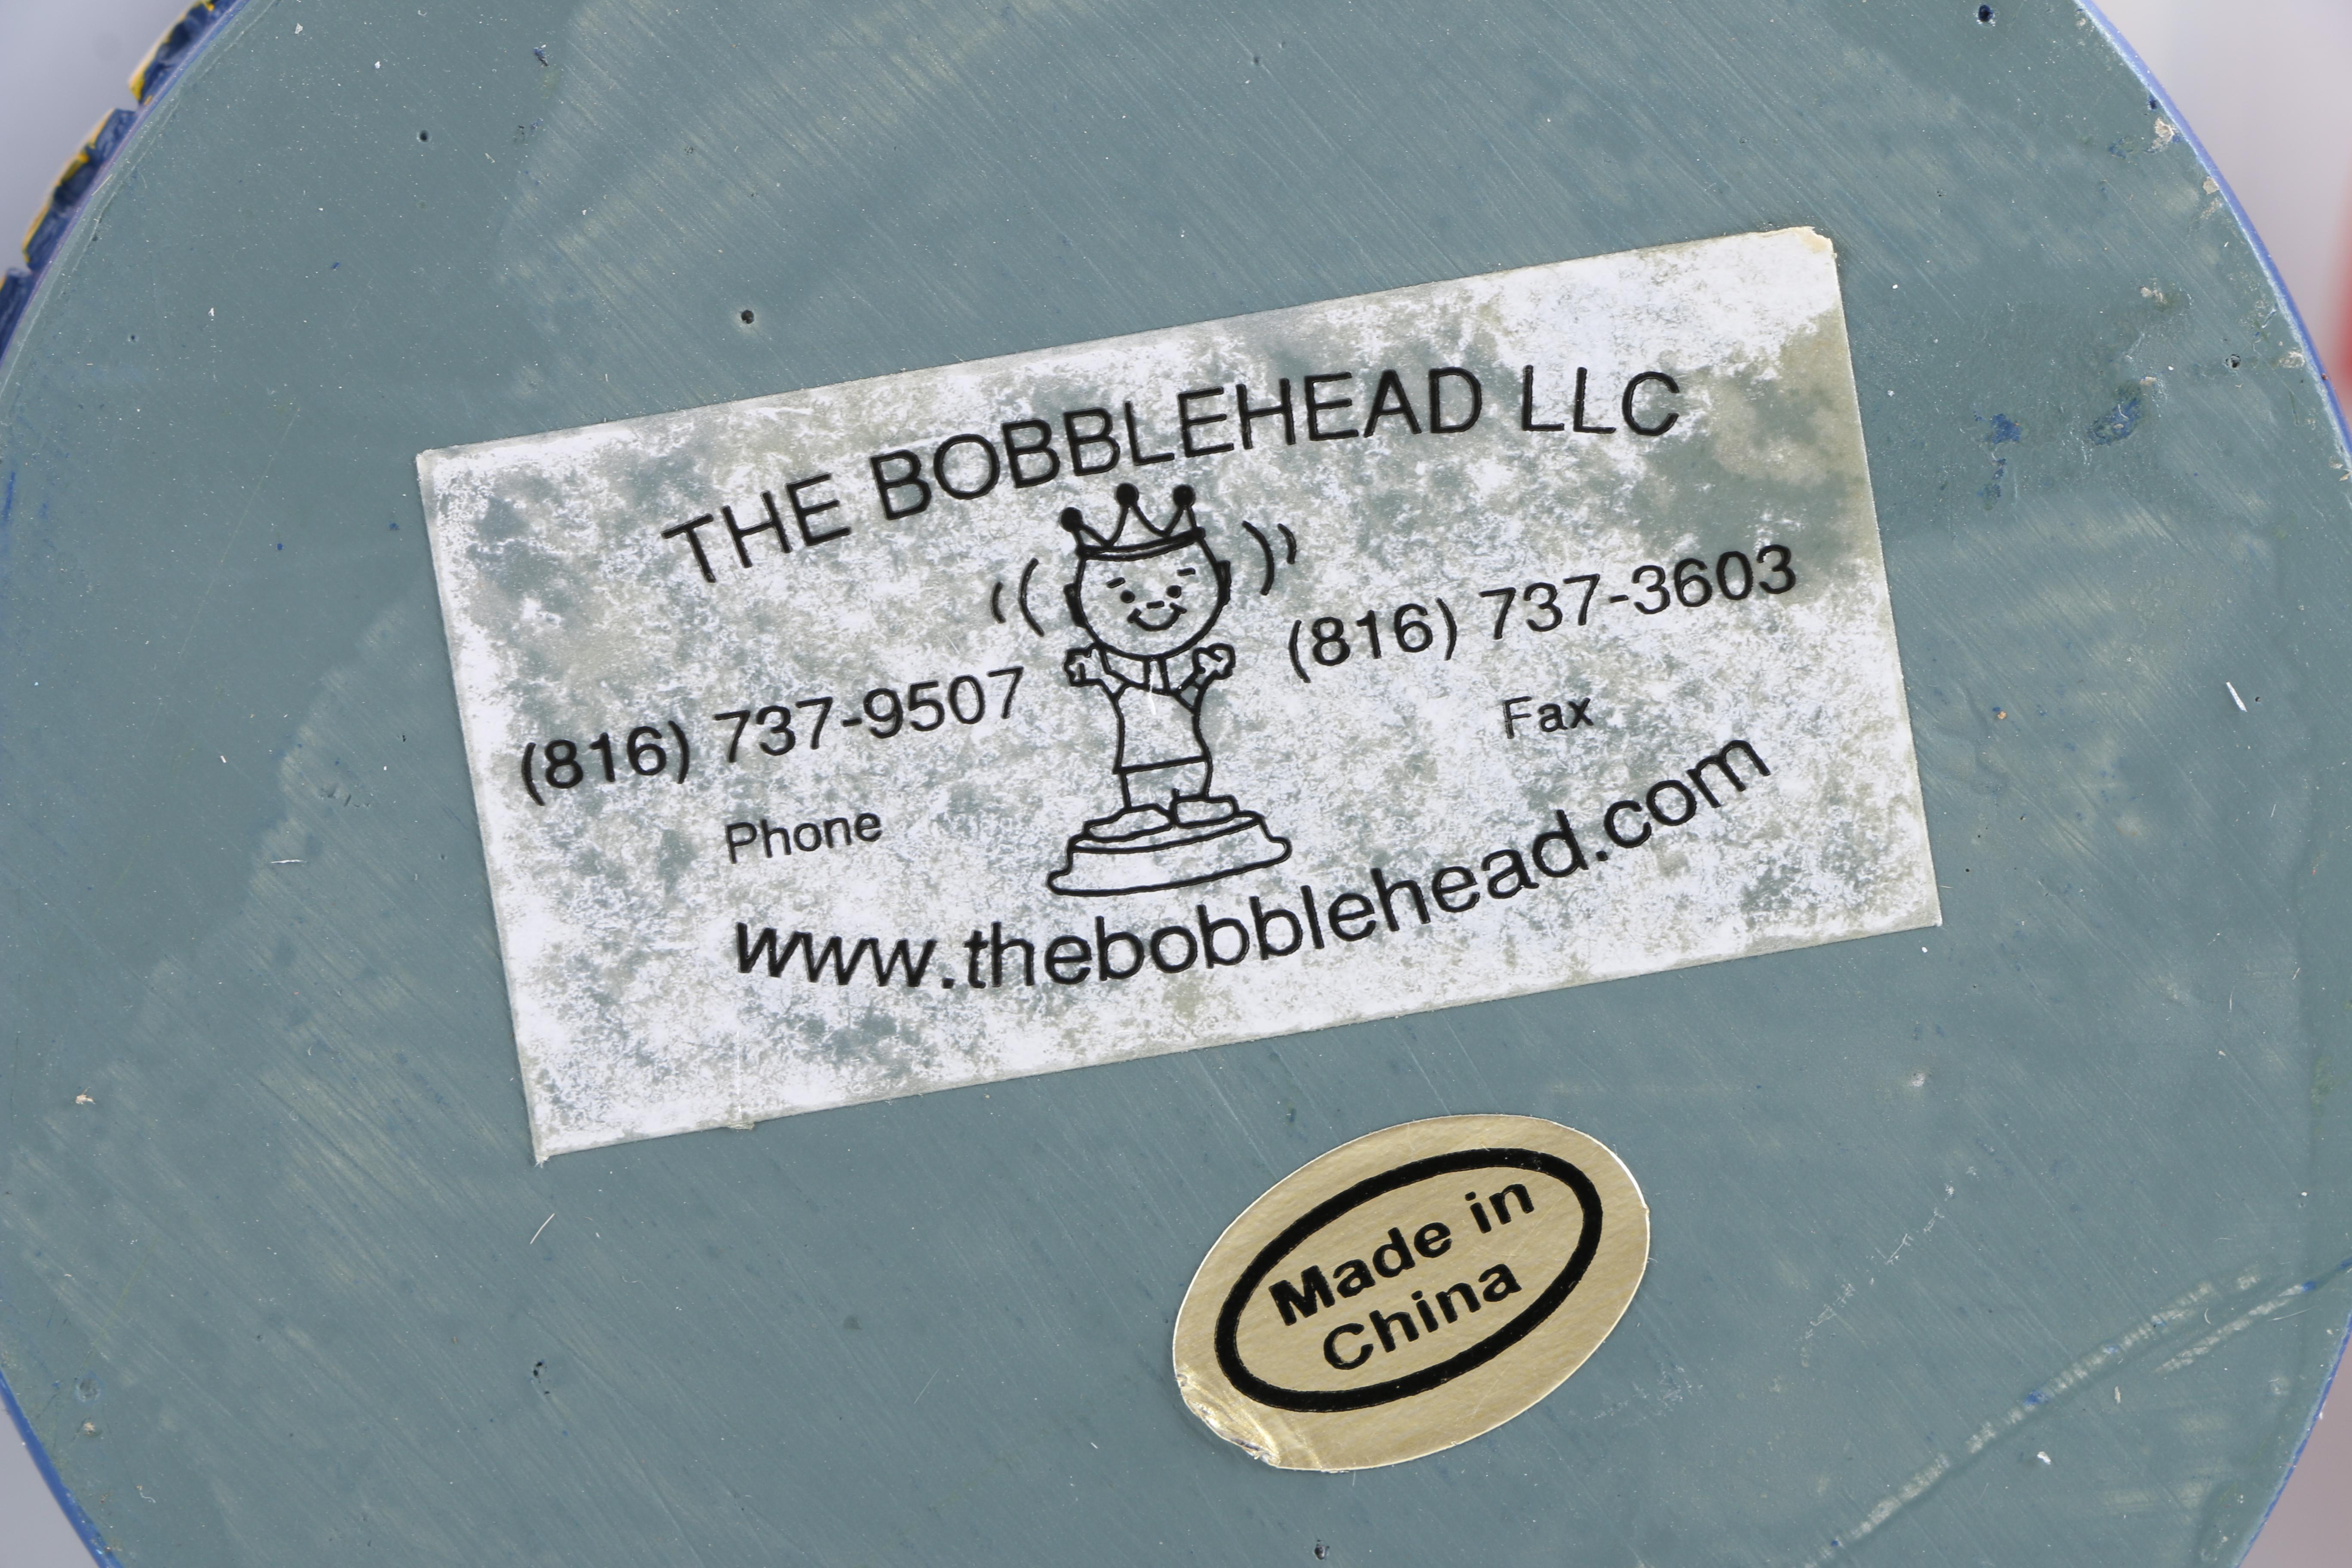 THE BOBBLEHEAD LLC
(816) 737-9507
Phone
(816) 737-3603
Fax
www.thebobblehead.com
Made in
China